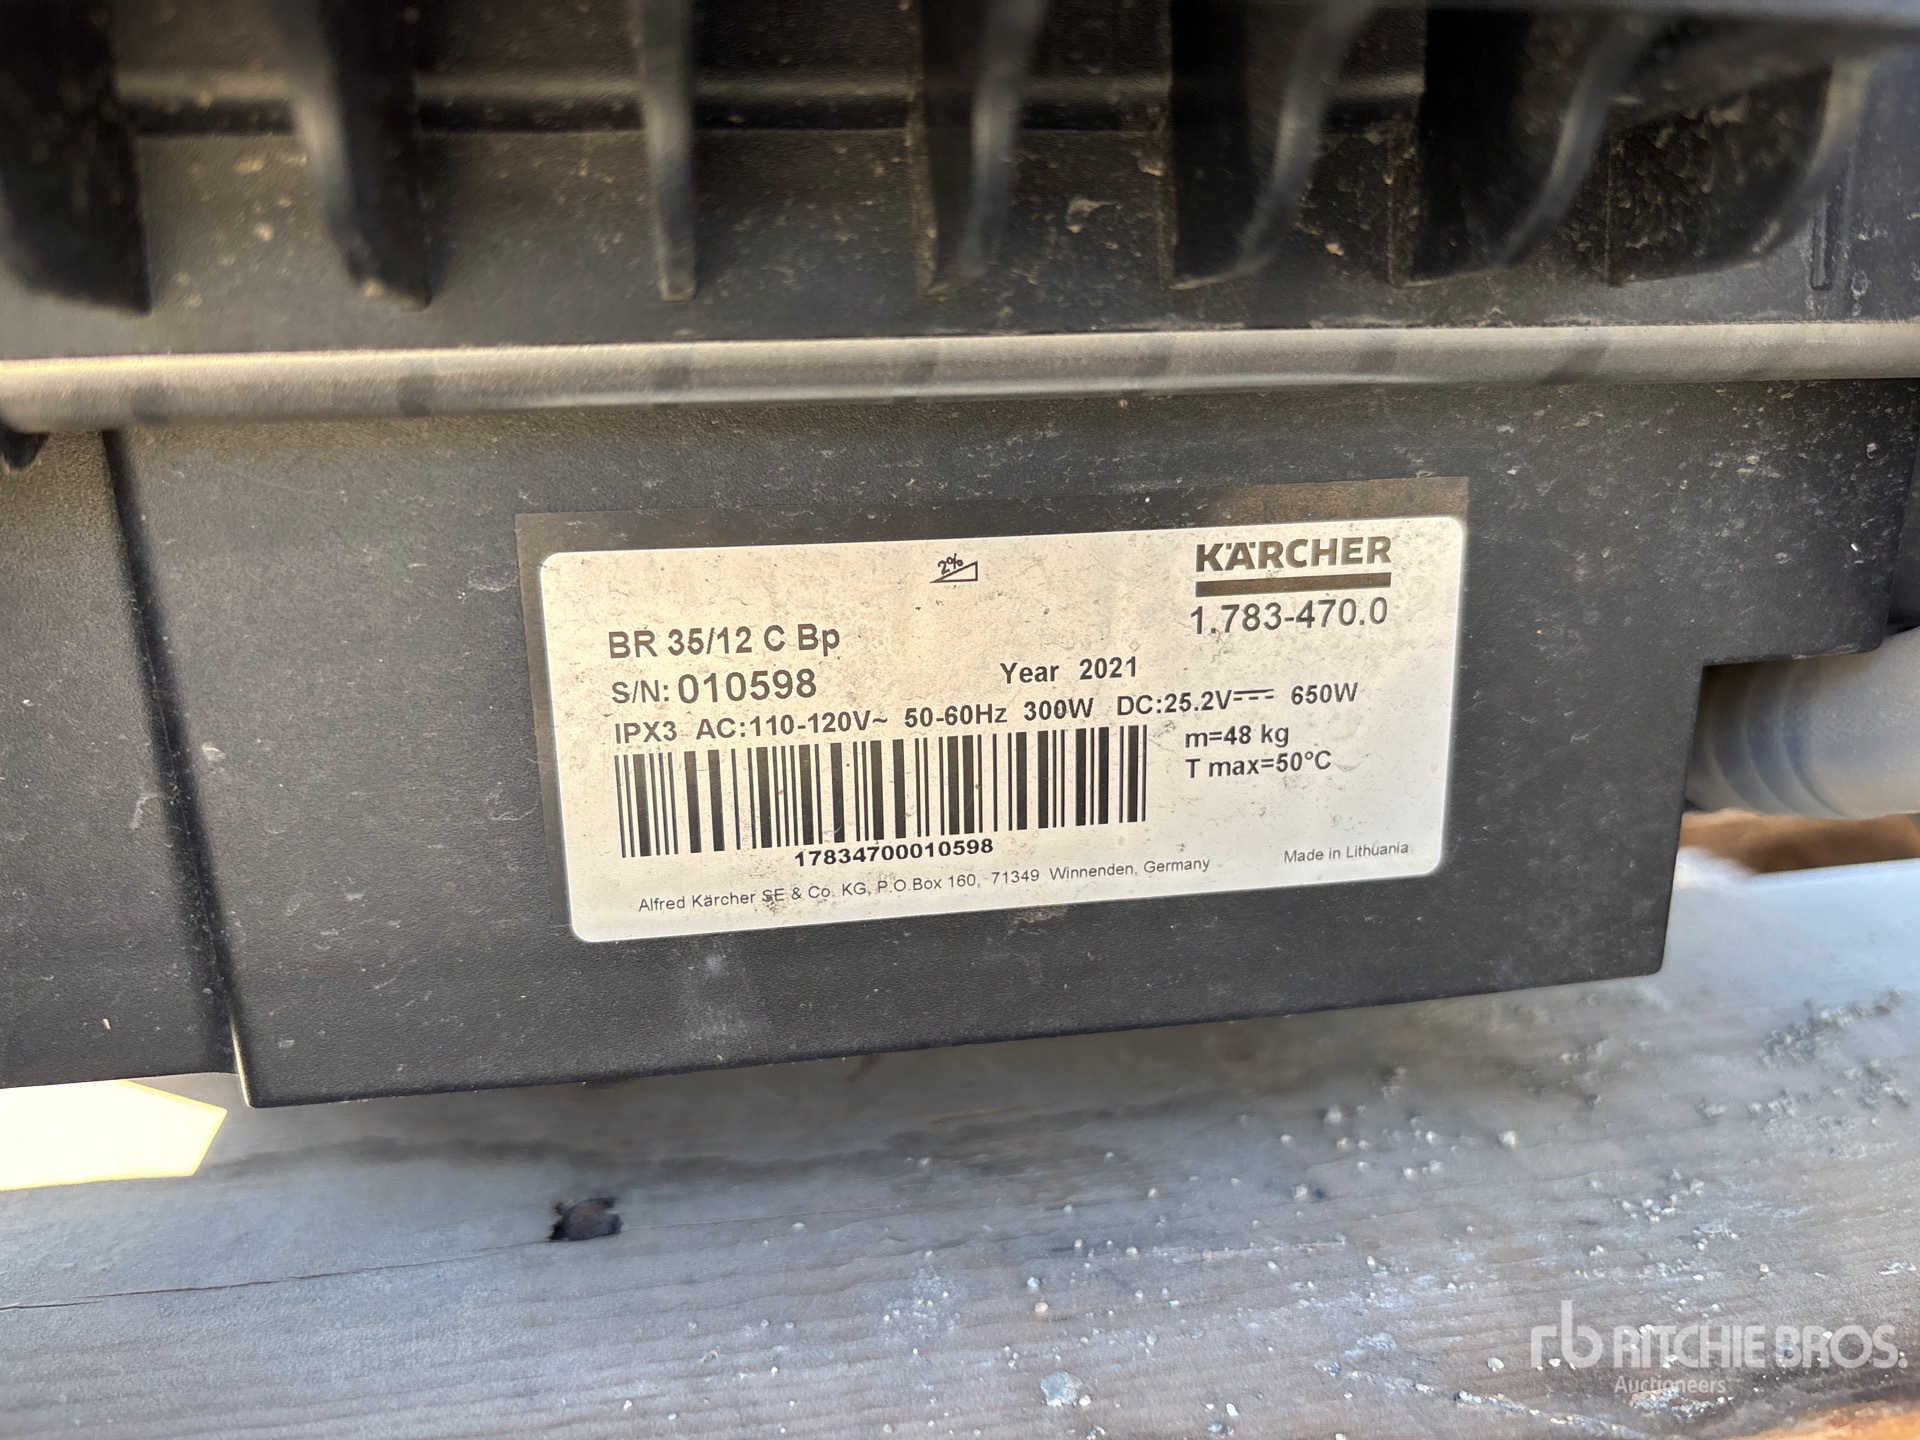 2%
KÄRCHER
1.783-470.0
BR 35/12 C Bp
S/N: 010598 Year 2021
IPX3 AC:110-120V~ 50-60Hz 300W DC:25.2V⎓ 650W
m=48 kg
T max=50°C
17834700010598
Alfred Kärcher SE & Co. KG, P.O.Box 160, 71349 Winnenden, Germany Made in Lithuania
rb RITCHIE BROS.
Auctioneers